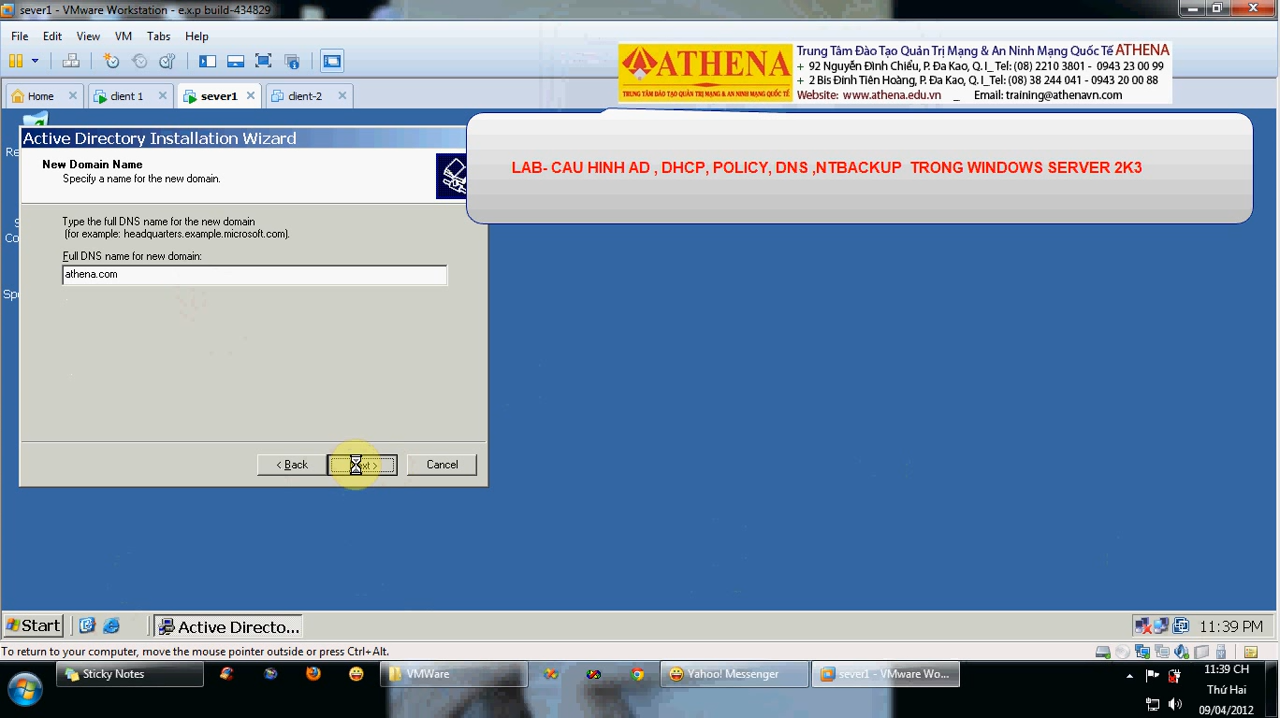 sever1 - VMware Workstation - e.x.p build-434829
File Edit View VM Tabs Help
Home client 1 sever1 client-2
ATHENA
TRUNG TÂM ĐÀO TẠO QUẢN TRỊ MẠNG & AN NINH MẠNG QUỐC TẾ
Trung Tâm Đào Tạo Quản Trị Mạng & An Ninh Mạng Quốc Tế ATHENA
+ 92 Nguyễn Đình Chiểu, P. Đa Kao, Q. I_Tel: (08) 2210 3801 - 0943 23 00 99
+ 2 Bis Đinh Tiên Hoàng, P. Đa Kao, Q. I_Tel: (08) 38 244 041 - 0943 20 00 88
Website: www.athena.edu.vn _ Email: training@athenavn.com
LAB- CAU HINH AD , DHCP, POLICY, DNS ,NTBACKUP TRONG WINDOWS SERVER 2K3
Active Directory Installation Wizard
New Domain Name
Specify a name for the new domain.
Type the full DNS name for the new domain
(for example: headquarters.example.microsoft.com).
Full DNS name for new domain:
athena.com
< Back
Cancel
Start Active Directo... 11:39 PM
To return to your computer, move the mouse pointer outside or press Ctrl+Alt.
Sticky Notes VMWare Yahoo! Messenger sever1 - VMware Wo...
11:39 CH
Thứ Hai
09/04/2012